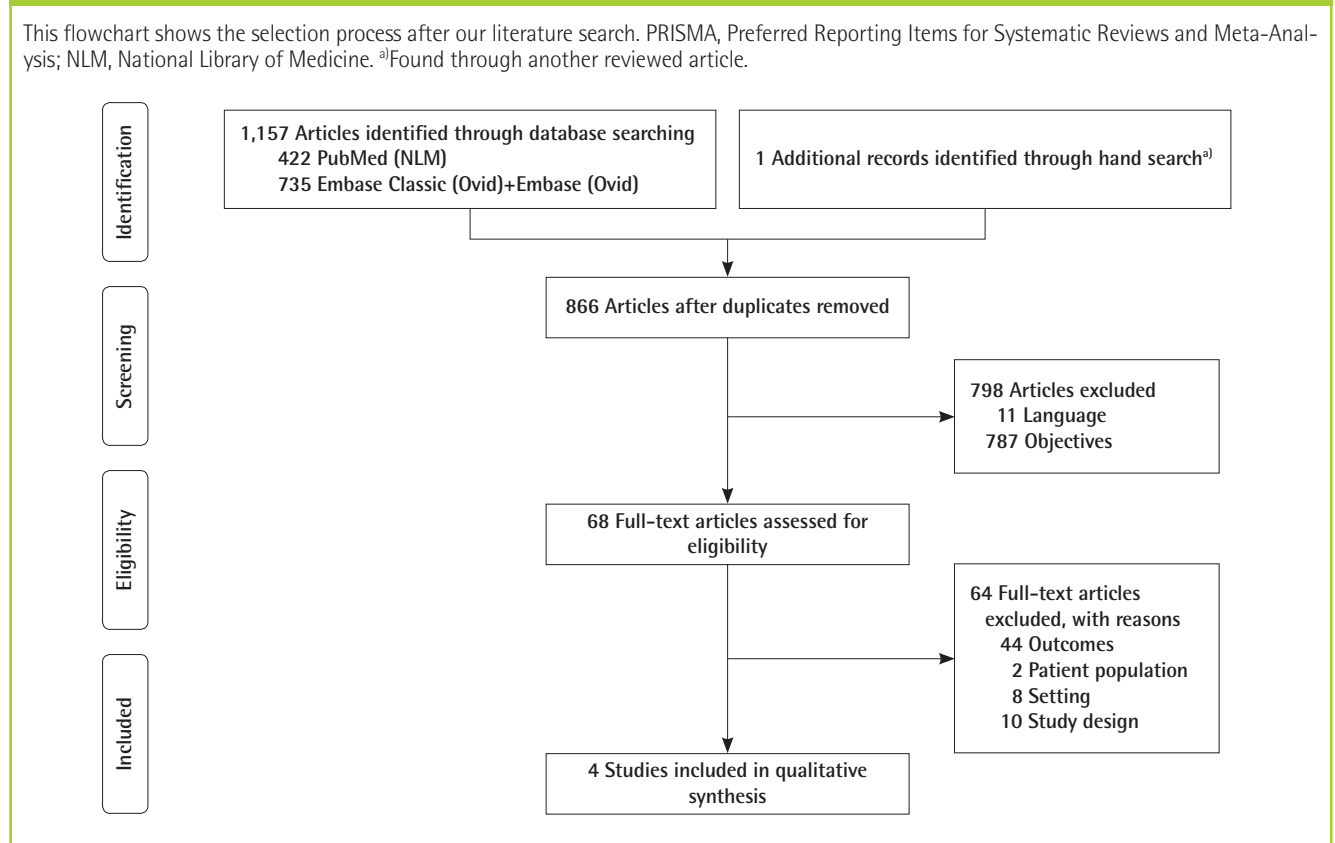 This flowchart shows the selection process after our literature search. PRISMA, Preferred Reporting Items for Systematic Reviews and Meta-Anal-
ysis; NLM, National Library of Medicine. a)Found through another reviewed article.
Identification
1,157 Articles identified through database searching
422 PubMed (NLM)
735 Embase Classic (Ovid)+Embase (Ovid)
1 Additional records identified through hand searcha)
Screening
866 Articles after duplicates removed
798 Articles excluded
11 Language
787 Objectives
Eligibility
68 Full-text articles assessed for
eligibility
64 Full-text articles
excluded, with reasons
44 Outcomes
2 Patient population
8 Setting
10 Study design
Included
4 Studies included in qualitative
synthesis